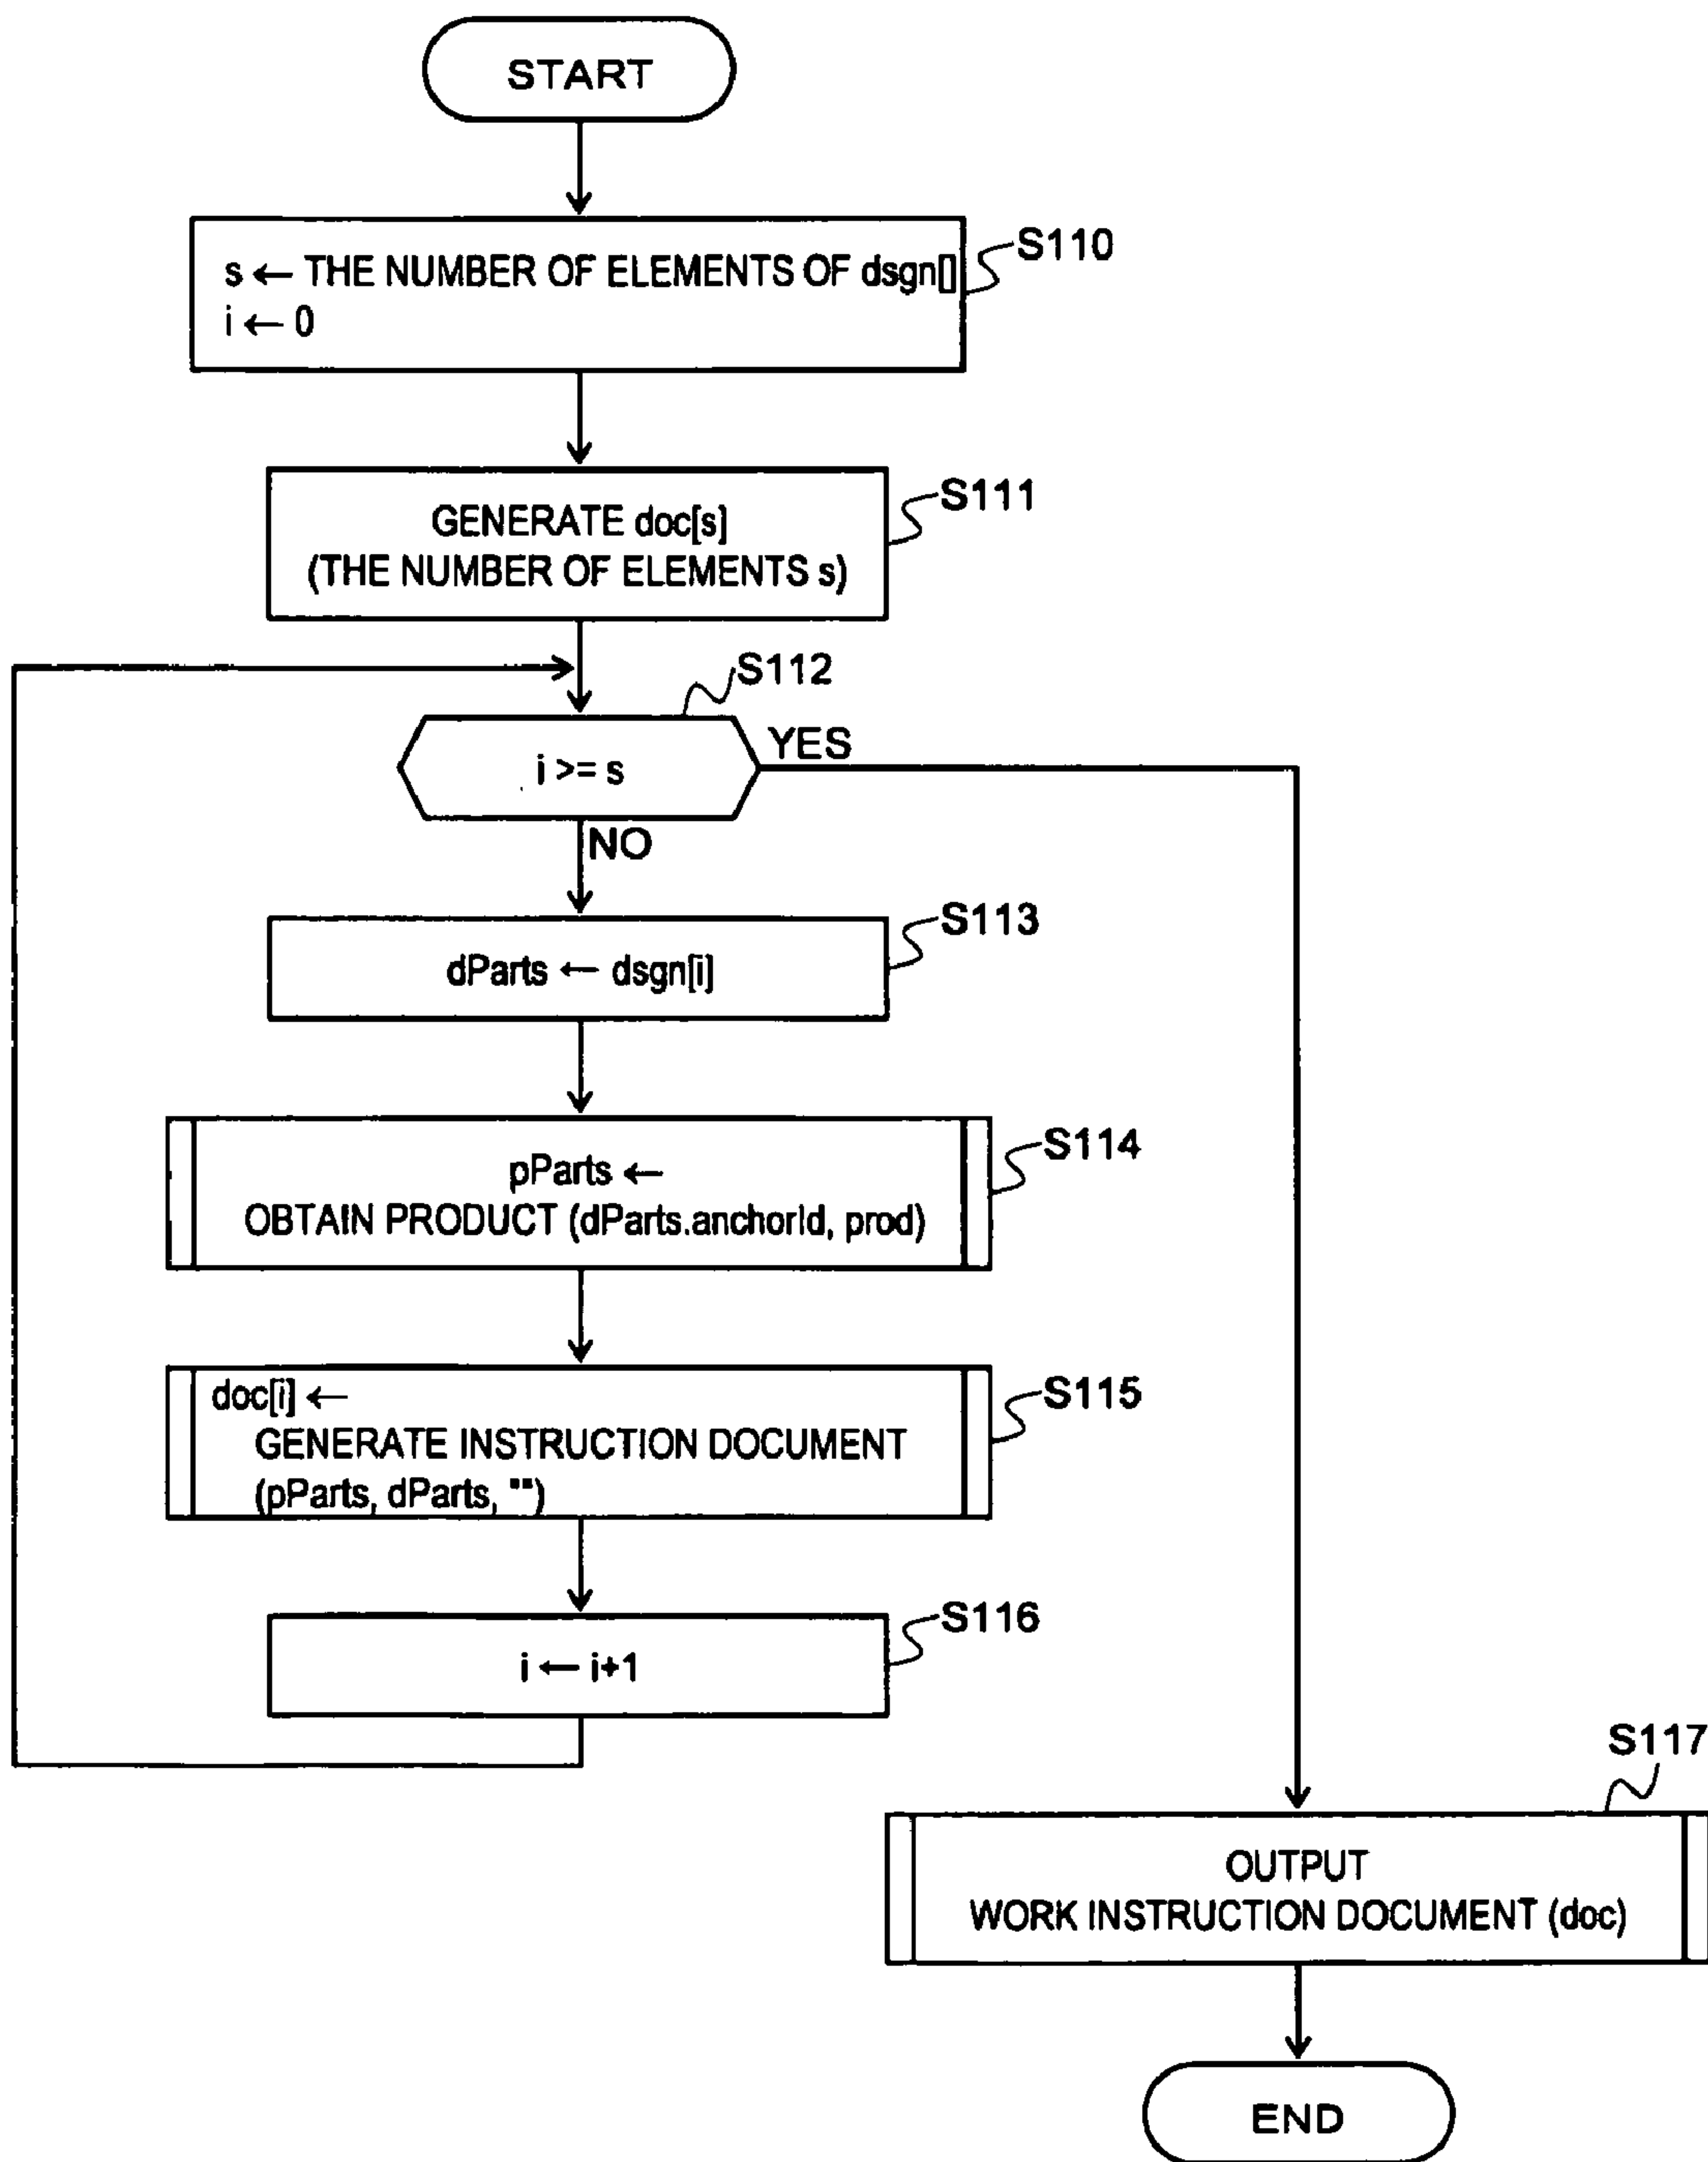 START
s ← THE NUMBER OF ELEMENTS OF dsgn[]
i ← 0
S110
GENERATE doc[s]
(THE NUMBER OF ELEMENTS s)
S111
S112
i >= s
YES
NO
dParts ← dsgn[i]
S113
pParts ←
OBTAIN PRODUCT (dParts.anchorId, prod)
S114
doc[i] ←
GENERATE INSTRUCTION DOCUMENT
(pParts, dParts, "")
S115
i ← i+1
S116
S117
OUTPUT
WORK INSTRUCTION DOCUMENT (doc)
END